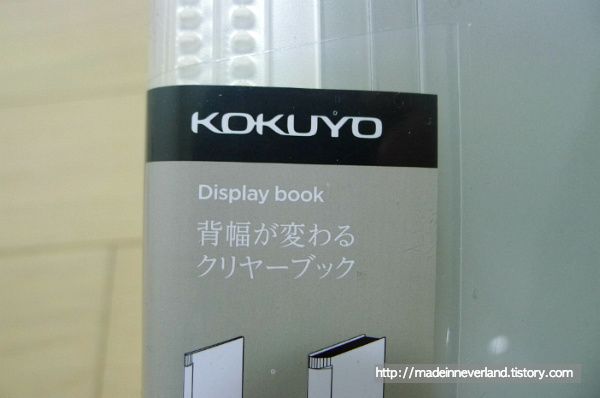 KOKUYO
Display book
背幅が変わる
クリヤーブック
http://madeinneverland.tistory.com